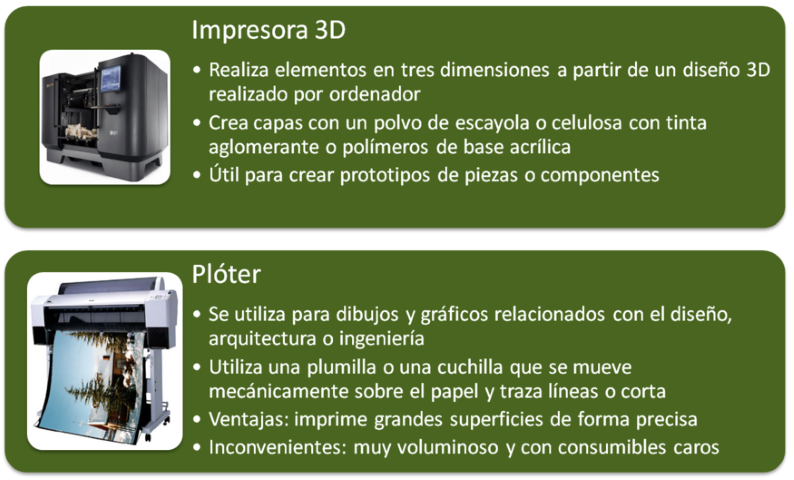 Impresora 3D
• Realiza elementos en tres dimensiones a partir de un diseño 3D
realizado por ordenador
• Crea capas con un polvo de escayola o celulosa con tinta
aglomerante o polímeros de base acrílica
• Útil para crear prototipos de piezas o componentes
Plóter
• Se utiliza para dibujos y gráficos relacionados con el diseño,
arquitectura o ingeniería
• Utiliza una plumilla o una cuchilla que se mueve
mecánicamente sobre el papel y traza líneas o corta
• Ventajas: imprime grandes superficies de forma precisa
• Inconvenientes: muy voluminoso y con consumibles caros